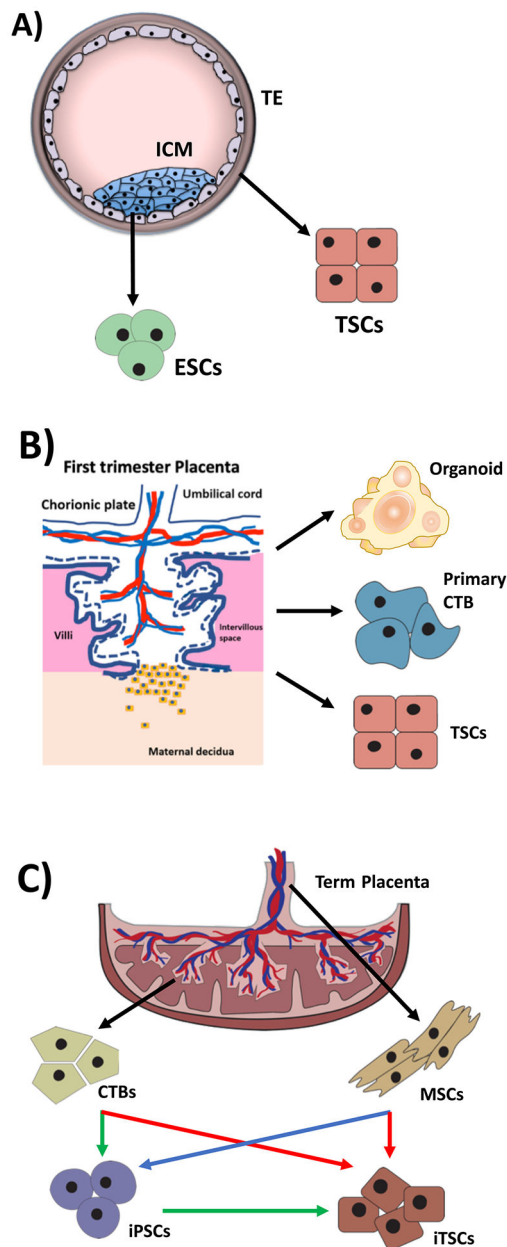 A)
TE
ICM
TSCs
ESCs
B)
First trimester Placenta
Organoid
Chorionic plate
Umbilical cord
Primary
CTB
Villi
Intervillous
space
TSCs
Maternal decidua
C)
Term Placenta
CTBs
MSCs
iPSCs
iTSCs